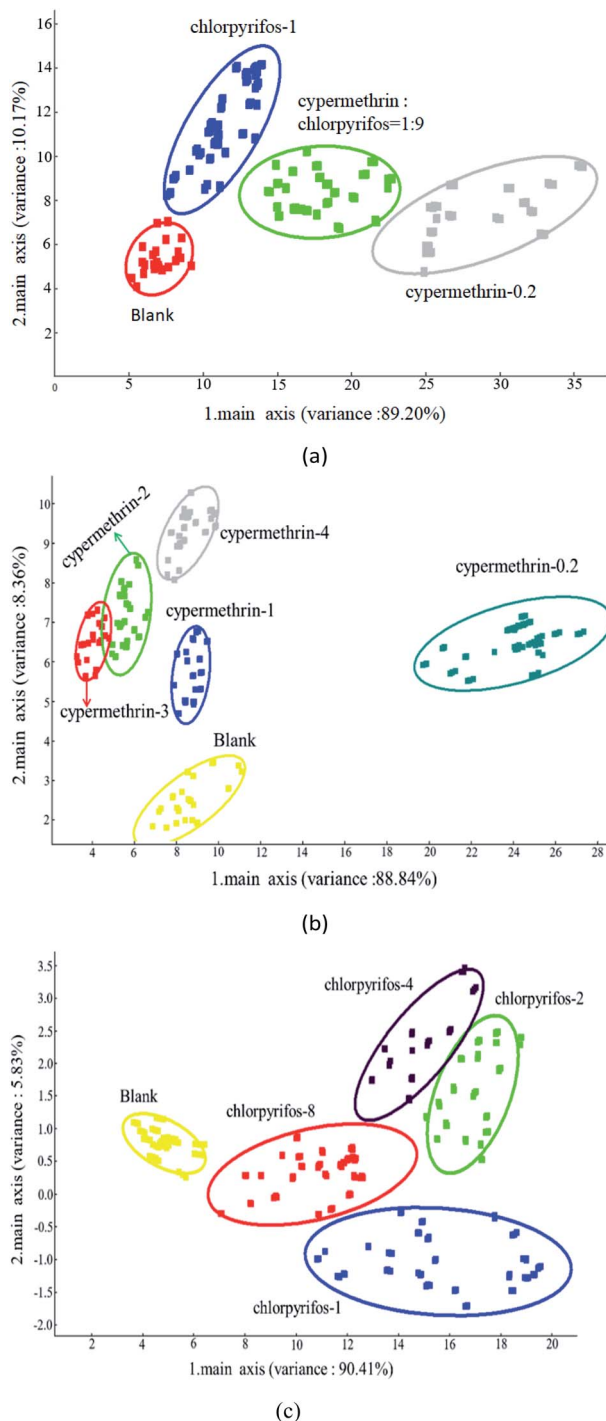 chlorpyrifos-1
cypermethrin :
chlorpyrifos=1:9
cypermethrin-0.2
Blank
2.main axis (variance :10.17%)
16
14
12
10
8
6
4
2
0
5
10
15
20
25
30
35
1.main axis (variance :89.20%)
(a)
cypermethrin-2
cypermethrin-4
cypermethrin-0.2
cypermethrin-1
cypermethrin-3
Blank
2.main axis (variance :8.36%)
10
9
8
7
6
5
4
3
2
4
6
8
10
12
14
16
18
20
22
24
26
28
1.main axis (variance :88.84%)
(b)
chlorpyrifos-4
chlorpyrifos-2
Blank
chlorpyrifos-8
chlorpyrifos-1
2.main axis (variance : 5.83%)
3.5
3.0
2.5
2.0
1.5
1.0
0.5
0.0
-0.5
-1.0
-1.5
-2.0
2
4
6
8
10
12
14
16
18
20
1.main axis (variance : 90.41%)
(c)